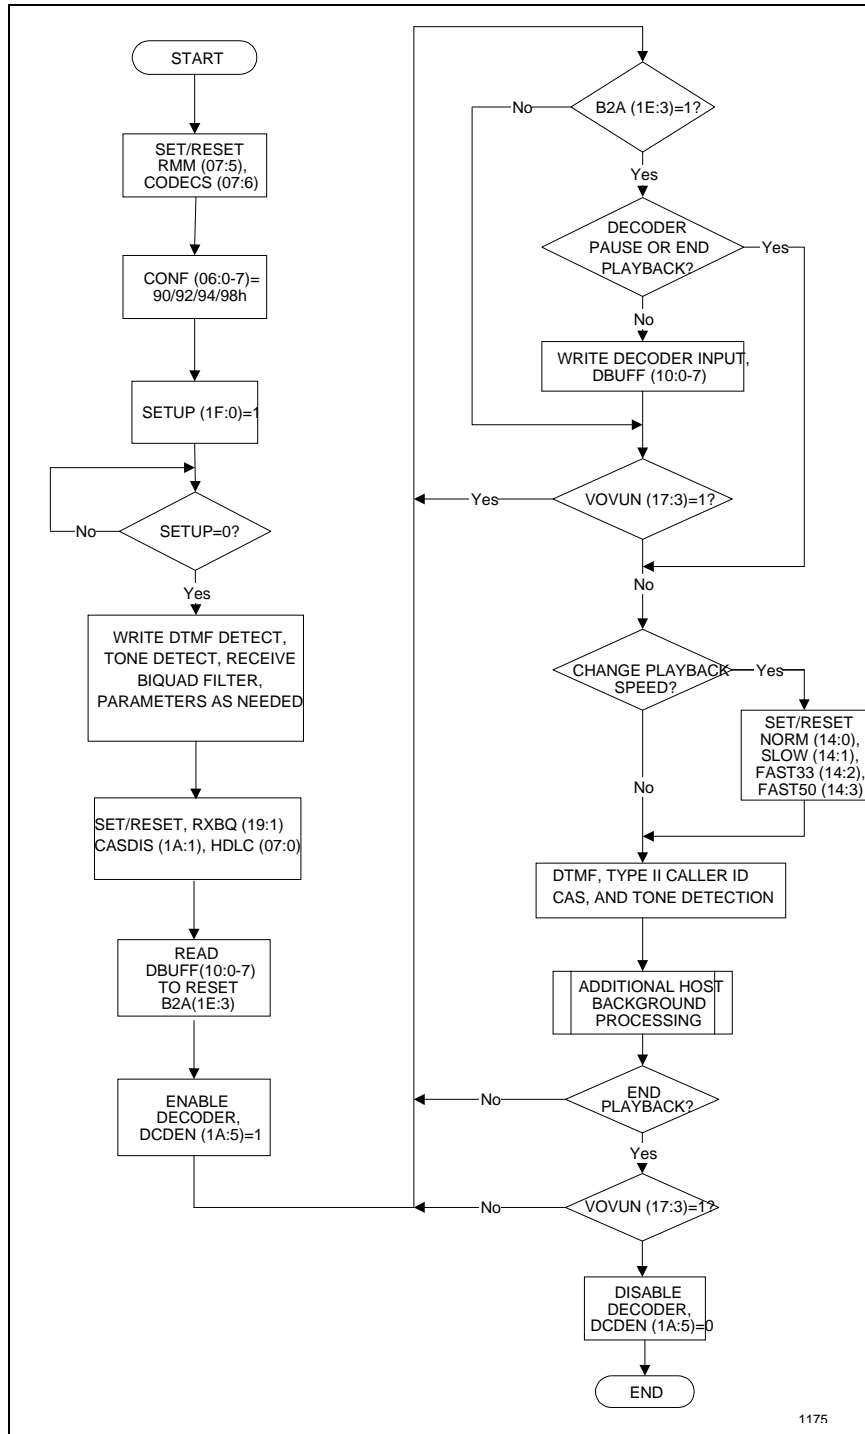 START
SET/RESET
RMM (07:5),
CODECS (07:6)
CONF (06:0-7)=
90/92/94/98h
SETUP (1F:0)=1
SETUP=0?
No
Yes
WRITE DTMF DETECT,
TONE DETECT, RECEIVE
BIQUAD FILTER,
PARAMETERS AS NEEDED
SET/RESET, RXBQ (19:1)
CASDIS (1A:1), HDLC (07:0)
READ
DBUFF(10:0-7)
TO RESET
B2A(1E:3)
ENABLE
DECODER,
DCDEN (1A:5)=1
B2A (1E:3)=1?
No
Yes
DECODER
PAUSE OR END
PLAYBACK?
Yes
No
WRITE DECODER INPUT,
DBUFF (10:0-7)
VOVUN (17:3)=1?
Yes
No
CHANGE PLAYBACK
SPEED?
Yes
SET/RESET
NORM (14:0),
SLOW (14:1),
FAST33 (14:2),
FAST50 (14:3)
No
DTMF, TYPE II CALLER ID
CAS, AND TONE DETECTION
ADDITIONAL HOST
BACKGROUND
PROCESSING
END
PLAYBACK?
No
Yes
VOVUN (17:3)=1?
No
DISABLE
DECODER,
DCDEN (1A:5)=0
END
1175